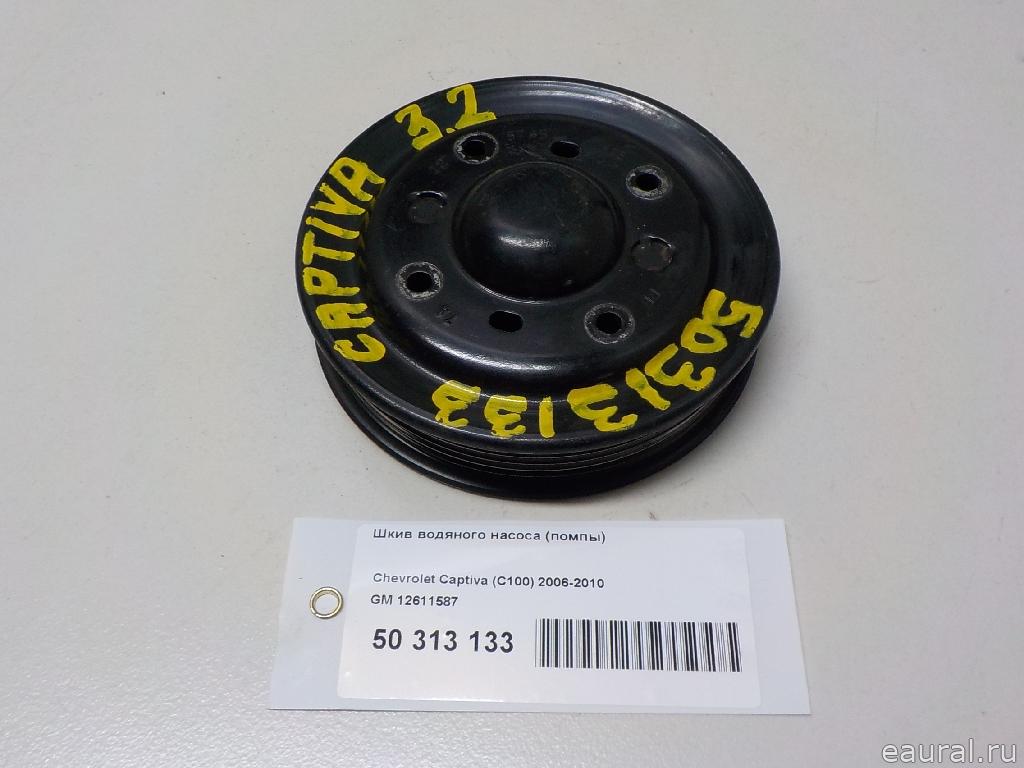 CAPTIVA 3.2
50313133
Шкив водяного насоса (помпы)
Chevrolet Captiva (C100) 2006-2010
GM 12611587
50 313 133
eaural.ru